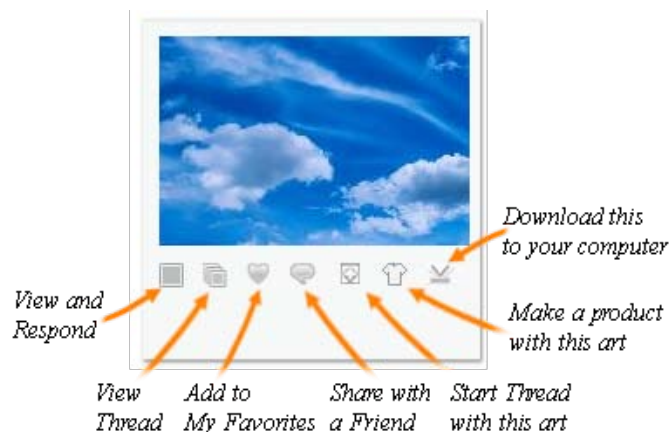 Download this
to your computer
View and
Respond
Make a product
with this art
View
Thread
Add to
My Favorites
Share with
a Friend
Start Thread
with this art